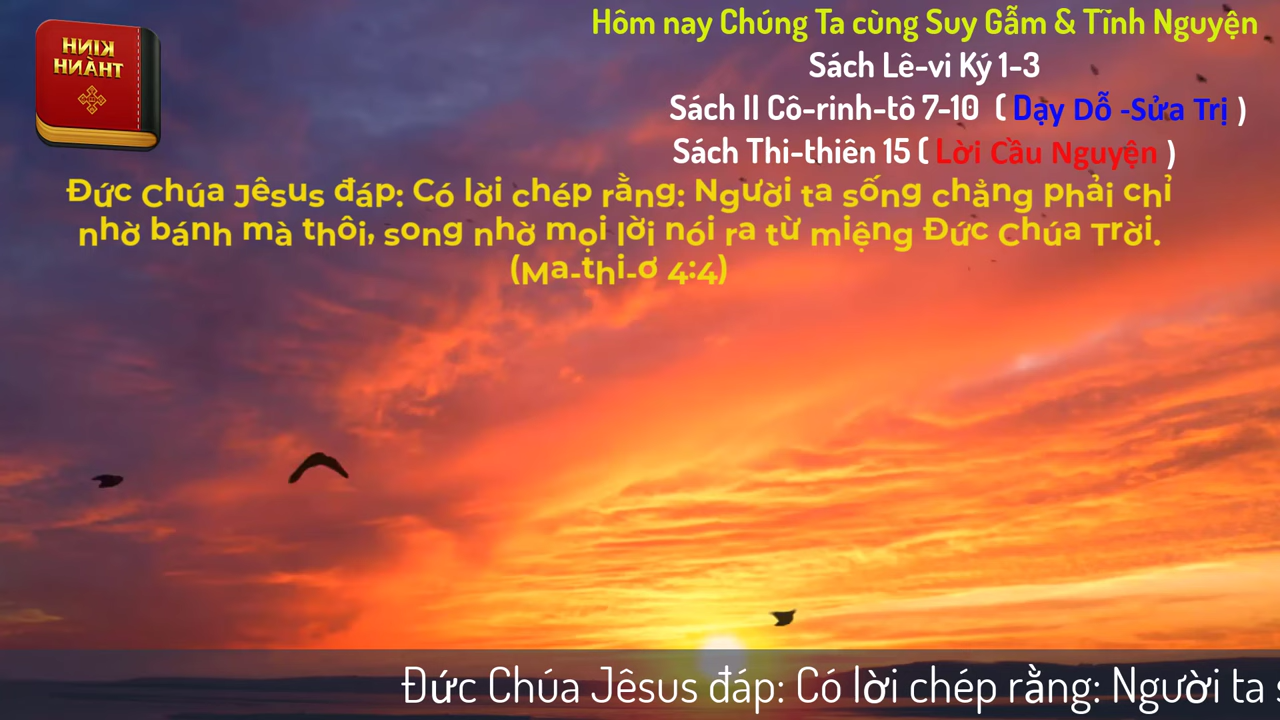 KINH
THÀNH
Hôm nay Chúng Ta cùng Suy Gẫm & Tĩnh Nguyện
Sách Lê-vi Ký 1-3
Sách II Cô-rinh-tô 7-10 ( Dạy Dỗ -Sửa Trị )
Sách Thi-thiên 15 ( Lời Cầu Nguyện )
Đức Chúa Jêsus đáp: Có lời chép rằng: Người ta sống chẳng phải chỉ
nhờ bánh mà thôi, song nhờ mọi lời nói ra từ miệng Đức Chúa Trời.
(Ma-thi-ơ 4:4)
Đức Chúa Jêsus đáp: Có lời chép rằng: Người ta